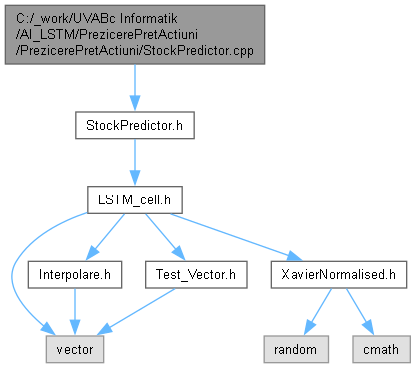 C:/_work/UVABc Informatik
/AI_LSTM/PrezicerePretActiuni
/PrezicerePretActiuni/StockPredictor.cpp
StockPredictor.h
LSTM_cell.h
Interpolare.h
Test_Vector.h
XavierNormalised.h
vector
random
cmath